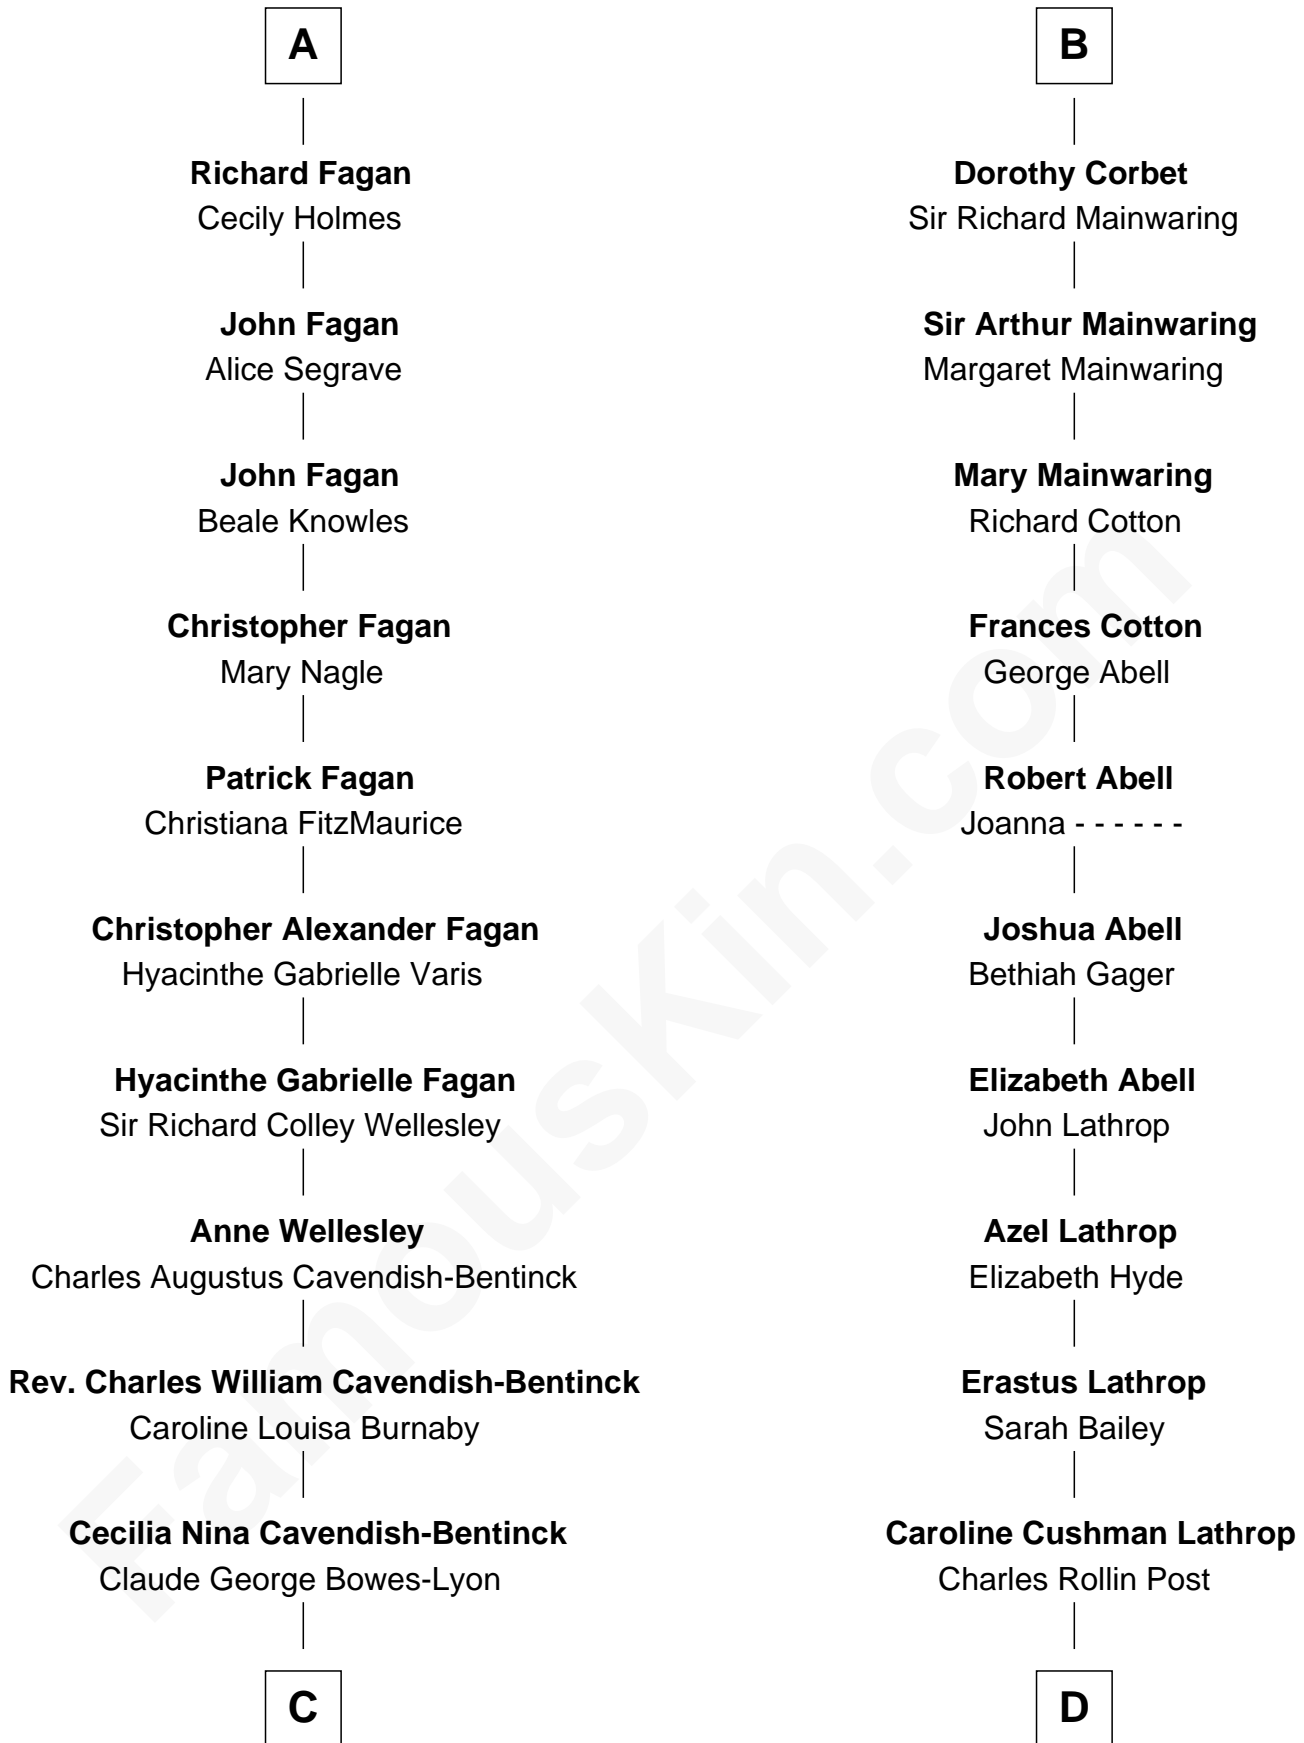 A
Richard Fagan
Cecily Holmes
John Fagan
Alice Segrave
John Fagan
Beale Knowles
Christopher Fagan
Mary Nagle
Patrick Fagan
Christiana FitzMaurice
Christopher Alexander Fagan
Hyacinthe Gabrielle Varis
Hyacinthe Gabrielle Fagan
Sir Richard Colley Wellesley
Anne Wellesley
Charles Augustus Cavendish-Bentinck
Rev. Charles William Cavendish-Bentinck
Caroline Louisa Burnaby
Cecilia Nina Cavendish-Bentinck
Claude George Bowes-Lyon
C
B
Dorothy Corbet
Sir Richard Mainwaring
Sir Arthur Mainwaring
Margaret Mainwaring
Mary Mainwaring
Richard Cotton
Frances Cotton
George Abell
Robert Abell
Joanna - - - - - -
Joshua Abell
Bethiah Gager
Elizabeth Abell
John Lathrop
Azel Lathrop
Elizabeth Hyde
Erastus Lathrop
Sarah Bailey
Caroline Cushman Lathrop
Charles Rollin Post
D
FamousKin.com